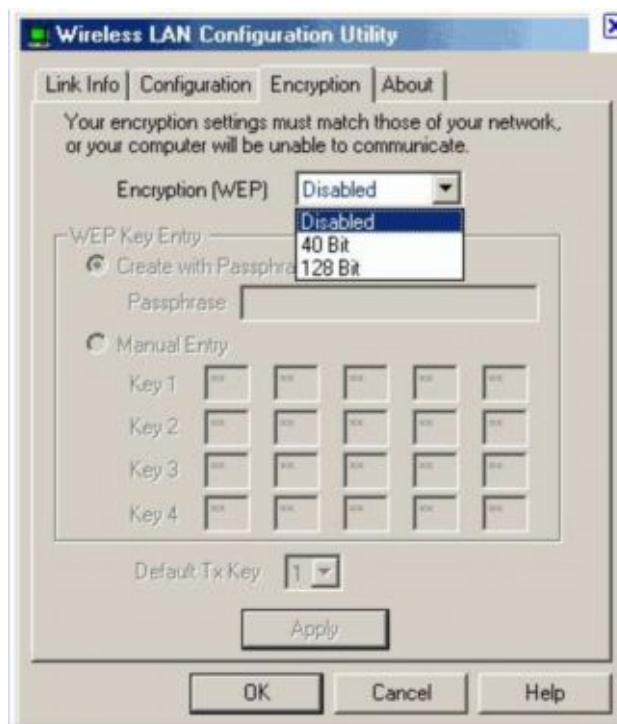 Wireless LAN Configuration Utility
Link Info Configuration Encryption About
Your encryption settings must match those of your network,
or your computer will be unable to communicate.
Encryption (WEP) Disabled
Disabled
40 Bit
128 Bit
WEP Key Entry
Create with Passphra
Passphrase
Manual Entry
Key 1 ** ** ** ** **
Key 2 ** ** ** ** **
Key 3 ** ** ** ** **
Key 4 ** ** ** ** **
Default Tx Key 1
Apply
OK Cancel Help